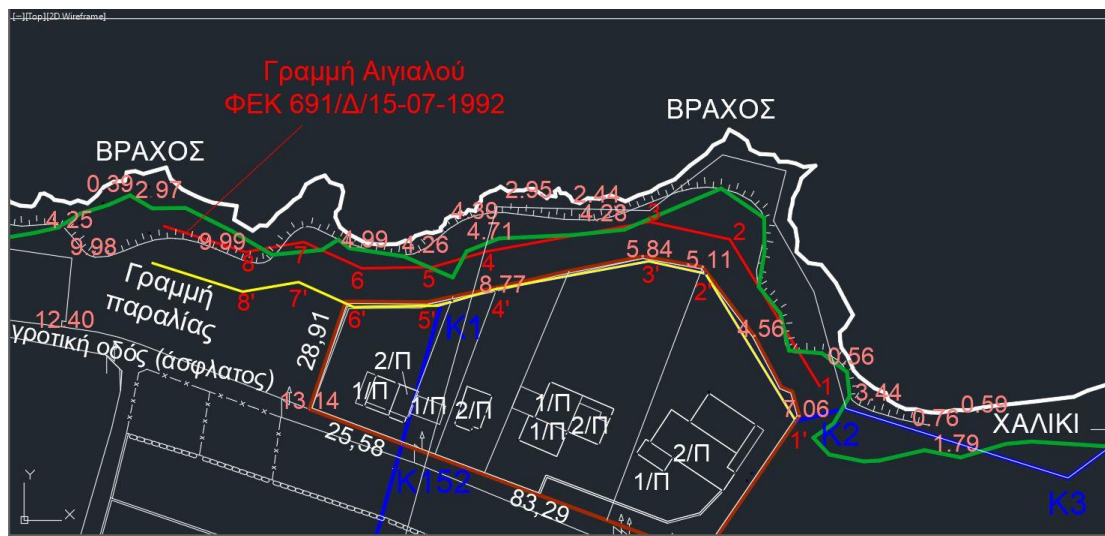 [−][Top][2D Wireframe]
Γραμμή Αιγιαλού
ΦΕΚ 691/Δ/15-07-1992
ΒΡΑΧΟΣ
ΒΡΑΧΟΣ
0.39
2.97
2.95
2.44
4.25
4.39
4.28
3
9.98
9.99
4.99
4.71
2
8
7
4.26
4
6
5
5.84
5.11
Γραμμή
παραλίας
8'
7'
6'
5'
8.77
4'
3'
2'
12.40
Κ1
4.56
γροτική οδός (άσφλατος)
28,91
2/Π
0.56
1/Π
1/Π
2/Π
1/Π
1
3.44
13.14
7.06
0.76
0.59
1/Π
2/Π
Κ2
ΧΑΛΙΚΙ
25,58
1'
1.79
2/Π
1/Π
Κ152
83,29
Κ3
Y
X